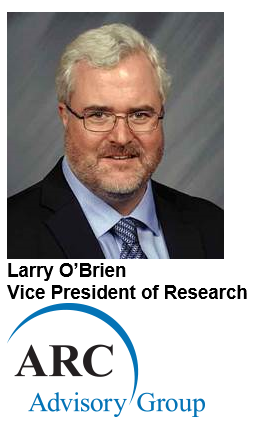 Larry O’Brien
Vice President of Research
ARC
Advisory Group